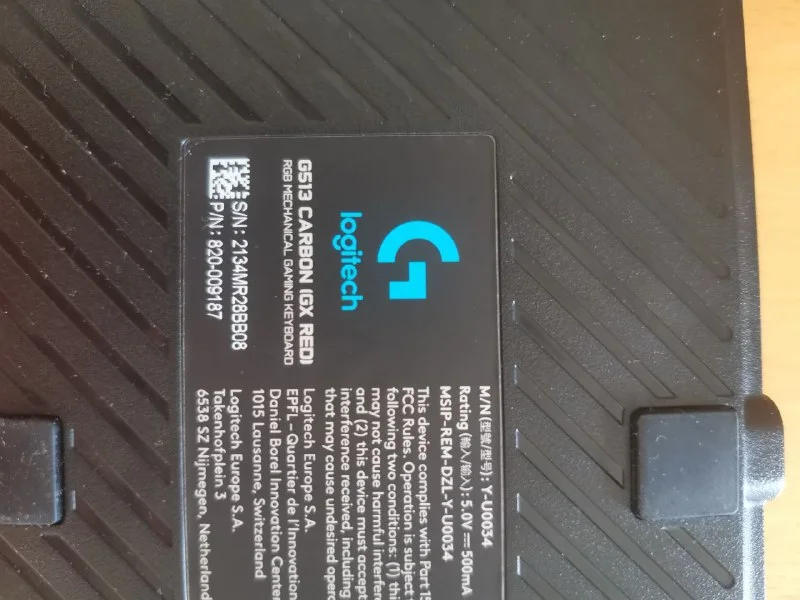 logitech
G513 CARBON (GX RED)
RGB MECHANICAL GAMING KEYBOARD
S/N: 2134MR28BB08
P/N: 820-009187
M/N(型號/型号): Y-U0034
Rating(輸入/输入): 5.0V⎓500mA
MSIP-REM-DZL-Y-U0034
This device complies with Part 15
FCC Rules. Operation is subject
following two conditions: (1) this
may not cause harmful interfere
and (2) this device must accept
interference received, including
that may cause undesired opera
Logitech Europe S.A.
EPFL – Quartier de l'Innovation
Daniel Borel Innovation Center
1015 Lausanne, Switzerland
Logitech Europe S.A.
Takenhofplein 3
6538 SZ Nijmegen, Netherland